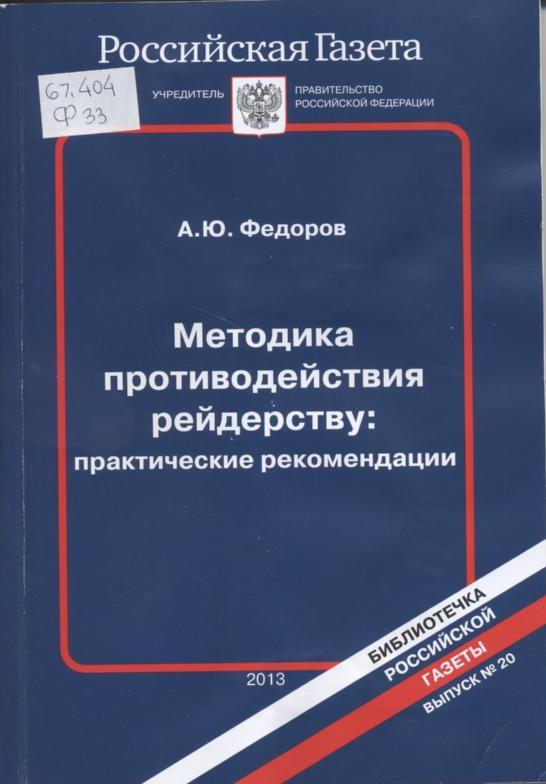 Российская Газета
67.404
Ф 33
УЧРЕДИТЕЛЬ
ПРАВИТЕЛЬСТВО
РОССИЙСКОЙ ФЕДЕРАЦИИ
А.Ю. Федоров
Методика
противодействия
рейдерству:
практические рекомендации
БИБЛИОТЕЧКА
РОССИЙСКОЙ
ГАЗЕТЫ
ВЫПУСК № 20
2013